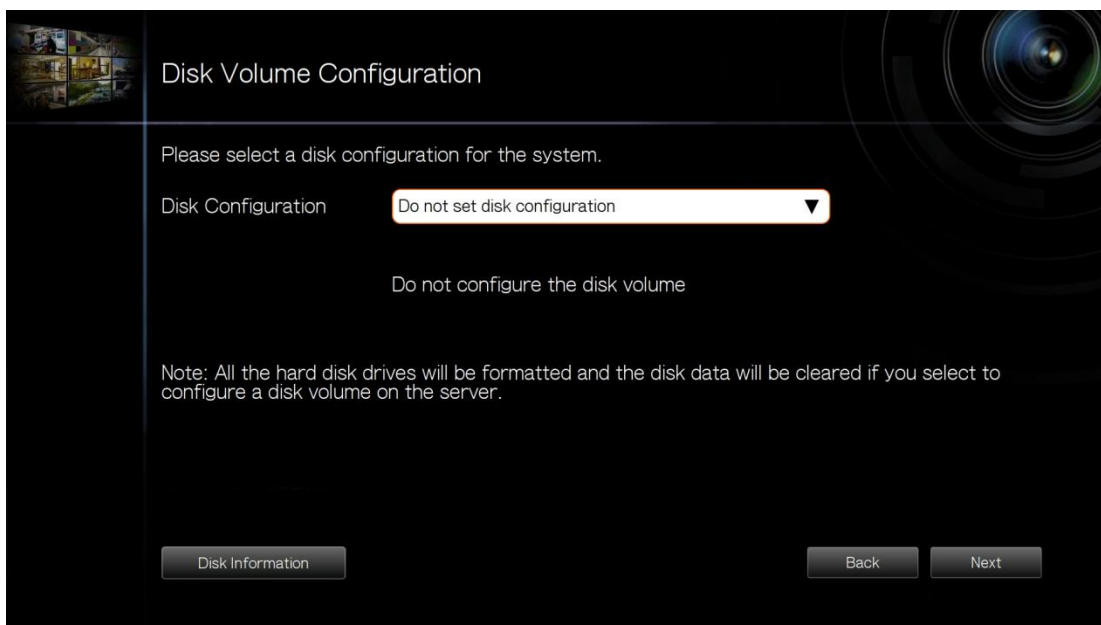 Disk Volume Configuration
Please select a disk configuration for the system.
Disk Configuration
Do not set disk configuration
Do not configure the disk volume
Note: All the hard disk drives will be formatted and the disk data will be cleared if you select to
configure a disk volume on the server.
Disk Information
Back
Next